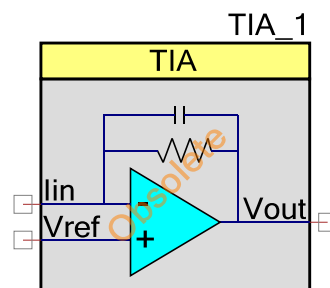 TIA_1
TIA
Iin
Vref
Vout
-
+
Obsolete